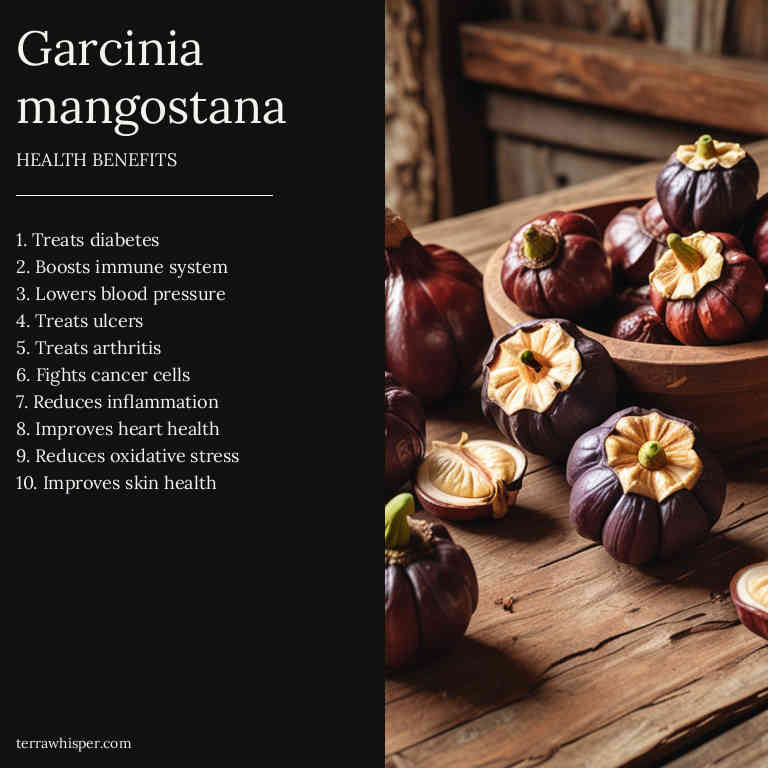 Garcinia
mangostana
HEALTH BENEFITS
1. Treats diabetes
2. Boosts immune system
3. Lowers blood pressure
4. Treats ulcers
5. Treats arthritis
6. Fights cancer cells
7. Reduces inflammation
8. Improves heart health
9. Reduces oxidative stress
10. Improves skin health
terrawhisper.com